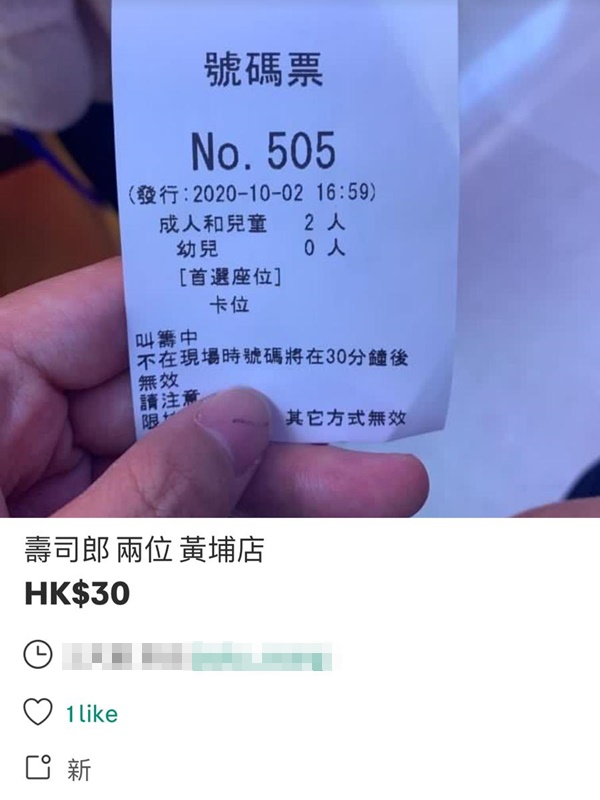 號碼票
No. 505
(發行:2020-10-02 16:59)
成人和兒童 2 人
幼兒 0 人
[首選座位]
卡位
叫籌中
不在現場時號碼將在30分鐘後
無效
請注意
限 其它方式無效
壽司郎 兩位 黃埔店
HK$30
1 like
新